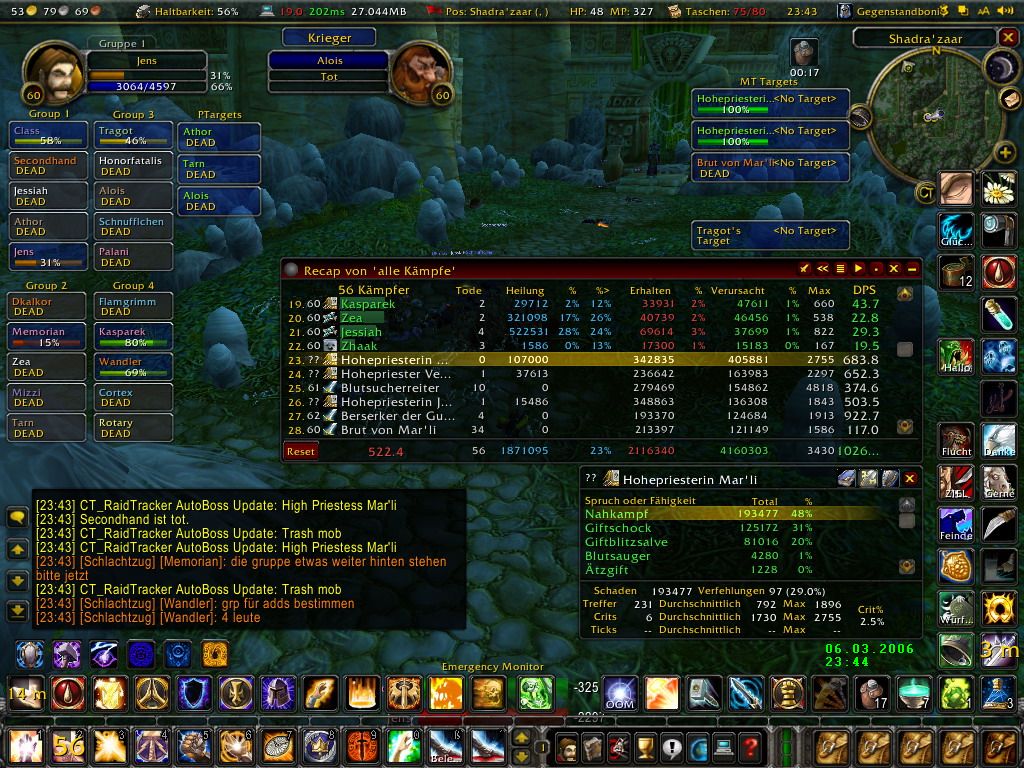 53 79 69 Haltbarkeit: 56% 19.0 202ms 27.044MB Pos: Shadra'zaar (, ) HP: 48 MP: 327 Taschen: 75/80 23:43 Gegenstandboni
Gruppe 1
Jens
31%
3064/4597 66%
60
Krieger
Alois
Tot
60
00:17
Shadra'zaar
N
MT Targets
Hohepriesteri... <No Target>
100%
Hohepriesteri... <No Target>
100%
Brut von Mar'li <No Target>
DEAD
Tragot's Target <No Target>
CT
Group 1 Group 3 PTargets
Class 58%
Secondhand DEAD
Jessiah DEAD
Athor DEAD
Jens 31%
Tragot 46%
Honorfatalis DEAD
Alois DEAD
Schnufflchen DEAD
Palani DEAD
Athor DEAD
Tarn DEAD
Alois DEAD
Group 2 Group 4
Dkalkor DEAD
Memorian 15%
Zea DEAD
Mizzi DEAD
Tarn DEAD
Flamgrimm DEAD
Kasparek 80%
Wandler 69%
Cortex DEAD
Rotary DEAD
Recap von 'alle Kämpfe'
56 Kämpfer Tode Heilung % %> Erhalten % Verursacht % Max DPS
19. 60 Kasparek 2 29712 2% 12% 33931 2% 47611 1% 660 43.7
20. 60 Zea 2 321098 17% 26% 40739 2% 46456 1% 538 22.8
21. 60 Jessiah 4 522531 28% 24% 69614 3% 37699 1% 822 29.3
22. 60 Zhaak 3 1586 0% 13% 17300 1% 15183 0% 167 19.5
23. ?? Hohepriesterin ... 0 107000 342835 405881 2755 683.8
24. ?? Hohepriester Ve... 1 37613 236642 163983 2297 652.3
25. 61 Blutsucherreiter 10 0 279469 154862 4818 374.6
26. ?? Hohepriesterin J... 1 15486 348863 136308 1843 503.5
27. 62 Berserker der Gu... 4 0 193370 124684 1913 922.7
28. 60 Brut von Mar'li 34 0 213397 121149 1586 117.0
Reset 522.4 56 1871095 23% 2116340 4160303 3430 1026...
?? Hohepriesterin Mar'li
Spruch oder Fähigkeit Total %
Nahkampf 193477 48%
Giftschock 125172 31%
Giftblitzsalve 81016 20%
Blutsauger 4280 1%
Ätzgift 1228 0%
Schaden 193477 Verfehlungen 97 (29.0%)
Treffer 231 Durchschnittlich 792 Max 1896
Crits 6 Durchschnittlich 1730 Max 2755
Ticks -- Durchschnittlich -- Max --
Crit%
2.5%
[23:43] CT_RaidTracker AutoBoss Update: High Priestess Mar'li
[23:43] Secondhand ist tot.
[23:43] CT_RaidTracker AutoBoss Update: Trash mob
[23:43] CT_RaidTracker AutoBoss Update: High Priestess Mar'li
[23:43] [Schlachtzug] [Memorian]: die gruppe etwas weiter hinten stehen
bitte jetzt
[23:43] CT_RaidTracker AutoBoss Update: Trash mob
[23:43] [Schlachtzug] [Wandler]: grp für adds bestimmen
[23:43] [Schlachtzug] [Wandler]: 4 leute
06.03.2006
23:44
Emergency Monitor
-325
Glüc...
12
Hallo
Flucht
Danke
ZIEL
Gerne
Feinde
Würf...
3 m
14 m
OOM
17
1
3
56
Bele...